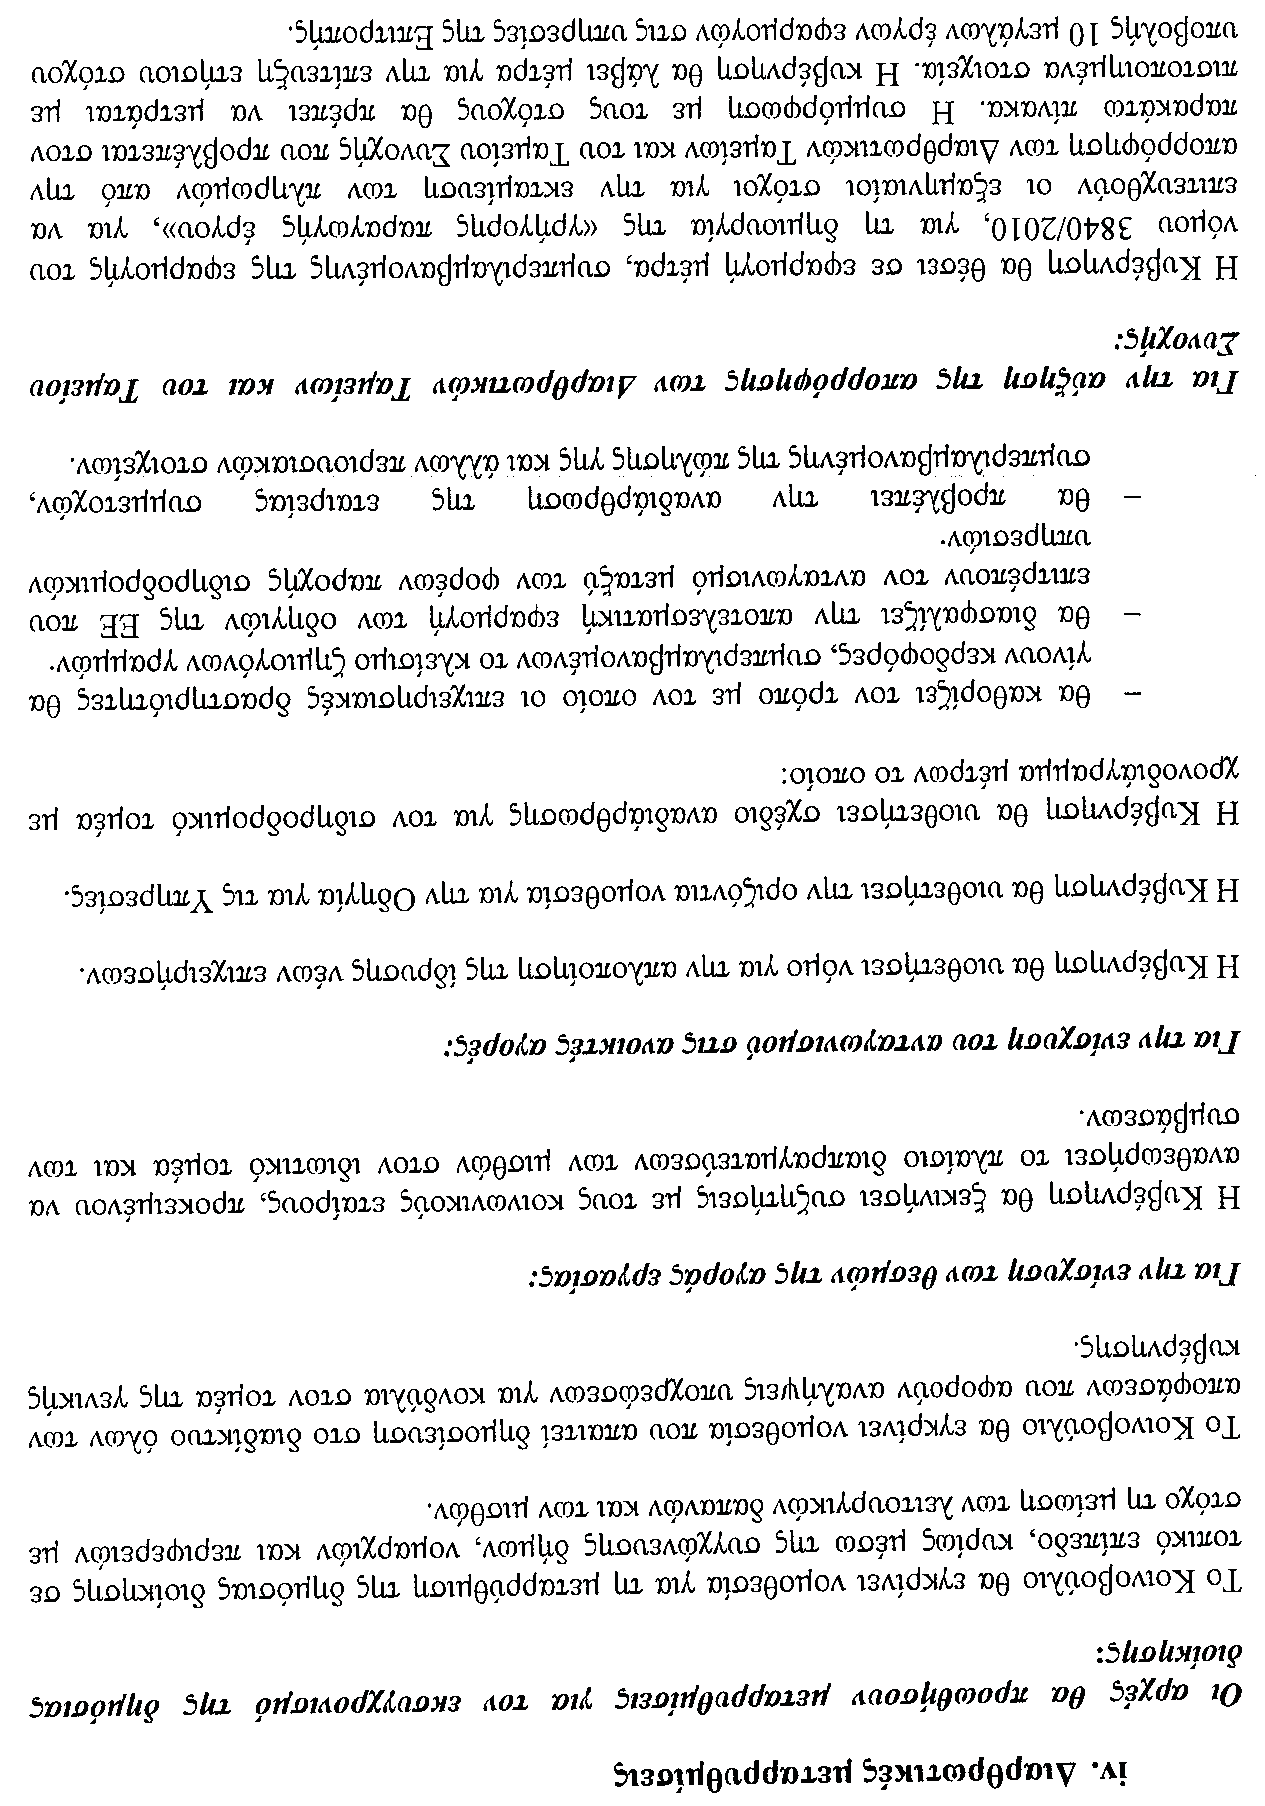 iv. Διαρθρωτικές μεταρρυθμίσεις
Οι αρχές θα προωθήσουν μεταρρυθμίσεις για τον εκσυγχρονισμό της δημόσιας
διοίκησης:
Το Κοινοβούλιο θα εγκρίνει νομοθεσία για τη μεταρρύθμιση της δημόσιας διοίκησης σε
τοπικό επίπεδο, κυρίως μέσω της συγχώνευσης δήμων, νομαρχιών και περιφερειών με
στόχο τη μείωση των λειτουργικών δαπανών και των μισθών.
Το Κοινοβούλιο θα εγκρίνει νομοθεσία που απαιτεί δημοσίευση στο διαδίκτυο όλων των
αποφάσεων που αφορούν αναλήψεις υποχρεώσεων για κονδύλια στον τομέα της γενικής
κυβέρνησης.
Για την ενίσχυση των θεσμών της αγοράς εργασίας:
Η Κυβέρνηση θα ξεκινήσει συζητήσεις με τους κοινωνικούς εταίρους, προκειμένου να
αναθεωρήσει το πλαίσιο διαπραγματεύσεων των μισθών στον ιδιωτικό τομέα και των
συμβάσεων.
Για την ενίσχυση του ανταγωνισμού στις ανοικτές αγορές:
Η Κυβέρνηση θα υιοθετήσει νόμο για την απλοποίηση της ίδρυσης νέων επιχειρήσεων.
Η Κυβέρνηση θα υιοθετήσει την οριζόντια νομοθεσία για την Οδηγία για τις Υπηρεσίες.
Η Κυβέρνηση θα υιοθετήσει σχέδιο αναδιάρθρωσης για τον σιδηροδρομικό τομέα με
χρονοδιάγραμμα μέτρων το οποίο:
– θα καθορίζει τον τρόπο με τον οποίο οι επιχειρησιακές δραστηριότητες θα
γίνουν κερδοφόρες, συμπεριλαμβανομένων το κλείσιμο ζημιογόνων γραμμών.
– θα διασφαλίζει την αποτελεσματική εφαρμογή των οδηγιών της ΕΕ που
επιτρέπουν τον ανταγωνισμό μεταξύ των φορέων παροχής σιδηροδρομικών
υπηρεσιών.
– θα προβλέπει την αναδιάρθρωση της εταιρείας συμμετοχών,
συμπεριλαμβανομένης της πώλησης γης και άλλων περιουσιακών στοιχείων.
Για την αύξηση της απορρόφησης των Διαρθρωτικών Ταμείων και του Ταμείου
Συνοχής:
Η Κυβέρνηση θα θέσει σε εφαρμογή μέτρα, συμπεριλαμβανομένης της εφαρμογής του
νόμου 3840/2010, για τη δημιουργία της «γρήγορης παραγωγής έργου», για να
επιτευχθούν οι εξαμηνιαίοι στόχοι για την εκταμίευση των πληρωμών από την
απορρόφηση των Διαρθρωτικών Ταμείων και του Ταμείου Συνοχής που προβλέπεται στον
παρακάτω πίνακα. Η συμμόρφωση με τους στόχους θα πρέπει να μετράται με
πιστοποιημένα στοιχεία. Η κυβέρνηση θα λάβει μέτρα για την επίτευξη ετήσιου στόχου
υποβολής 10 μεγάλων έργων εφαρμογών στις υπηρεσίες της Επιτροπής.